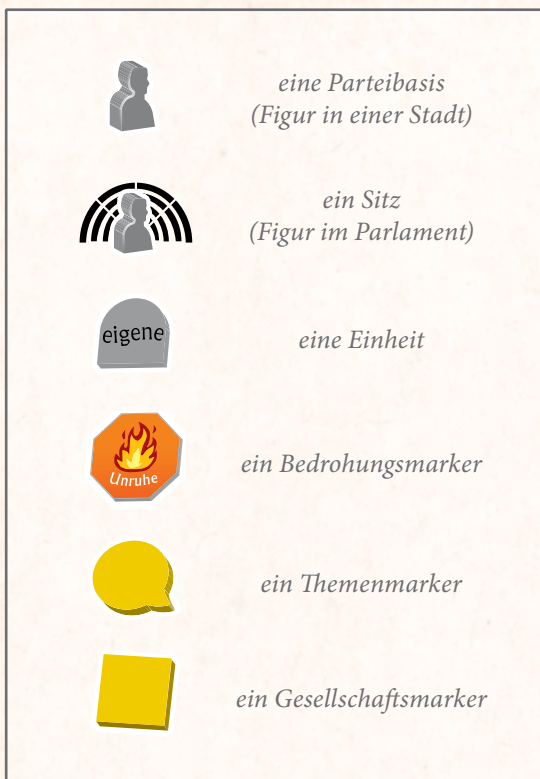 eine Parteibasis
(Figur in einer Stadt)
ein Sitz
(Figur im Parlament)
eigene
eine Einheit
Unruhe
ein Bedrohungsmarker
ein Themenmarker
ein Gesellschaftsmarker